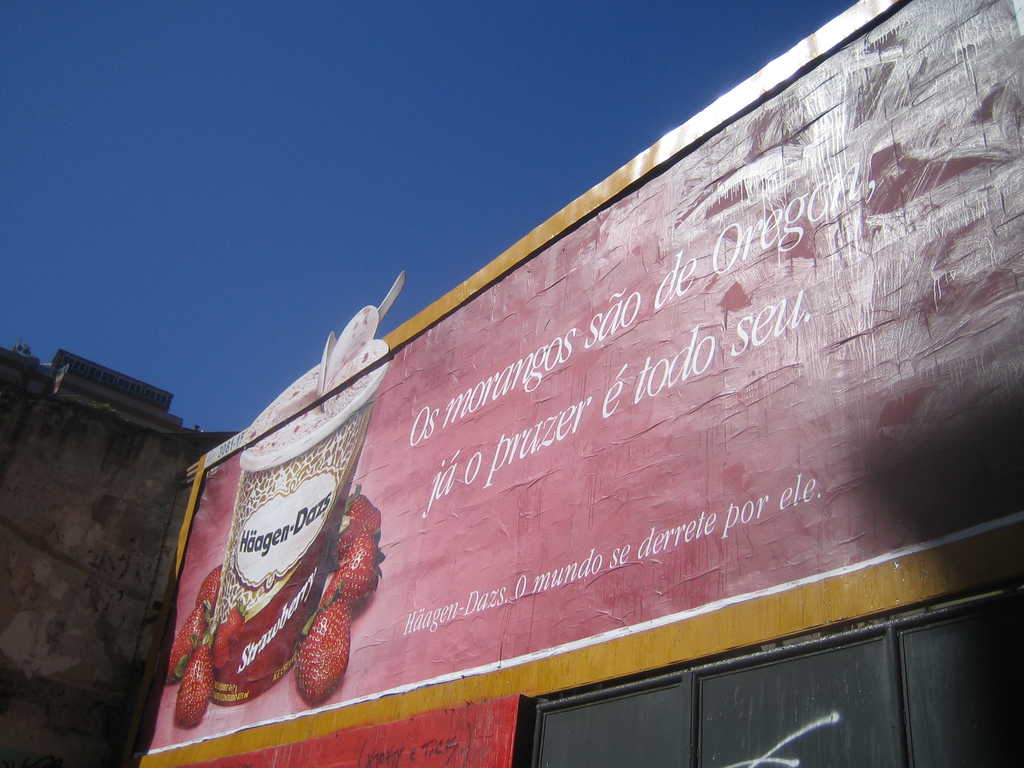 Os morangos são de Oregon,
já o prazer é todo seu.
Häagen-Dazs. O mundo se derrete por ele.
Häagen-Dazs
Strawberry